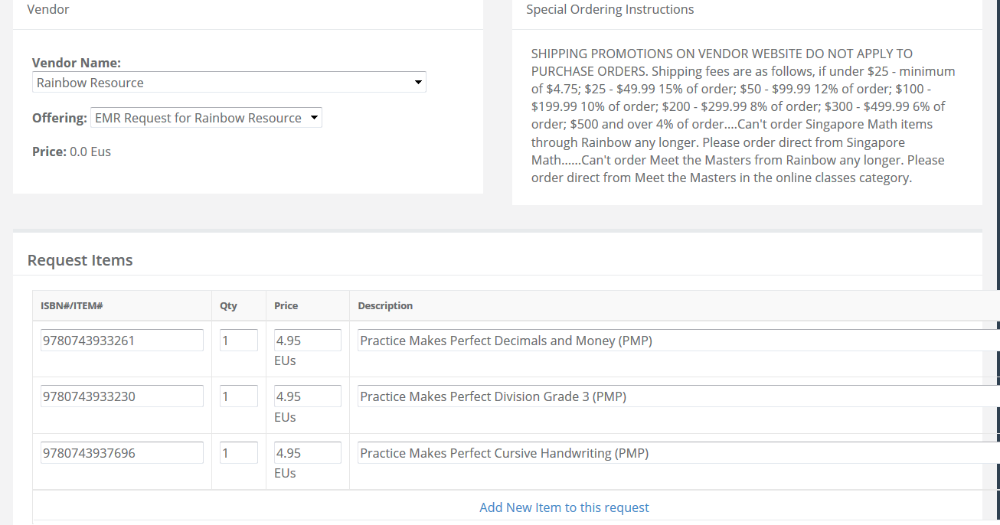 Vendor
Vendor Name:
Rainbow Resource
Offering: EMR Request for Rainbow Resource
Price: 0.0 Eus
Special Ordering Instructions
SHIPPING PROMOTIONS ON VENDOR WEBSITE DO NOT APPLY TO
PURCHASE ORDERS. Shipping fees are as follows, if under $25 - minimum
of $4.75; $25 - $49.99 15% of order; $50 - $99.99 12% of order; $100 -
$199.99 10% of order; $200 - $299.99 8% of order; $300 - $499.99 6% of
order; $500 and over 4% of order....Can't order Singapore Math items
through Rainbow any longer. Please order direct from Singapore
Math......Can't order Meet the Masters from Rainbow any longer. Please
order direct from Meet the Masters in the online classes category.
Request Items
ISBN#/ITEM# Qty Price Description
9780743933261 1 4.95 Practice Makes Perfect Decimals and Money (PMP)
EUs
9780743933230 1 4.95 Practice Makes Perfect Division Grade 3 (PMP)
EUs
9780743937696 1 4.95 Practice Makes Perfect Cursive Handwriting (PMP)
EUs
Add New Item to this request